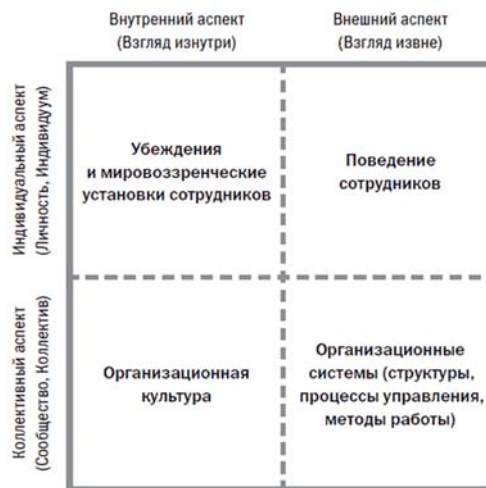 Внутренний аспект
(Взгляд изнутри)
Внешний аспект
(Взгляд извне)
Индивидуальный аспект
(Личность, Индивидуум)
Убеждения
и мировоззренческие
установки сотрудников
Поведение
сотрудников
Коллективный аспект
(Сообщество, Коллектив)
Организационная
культура
Организационные
системы (структуры,
процессы управления,
методы работы)